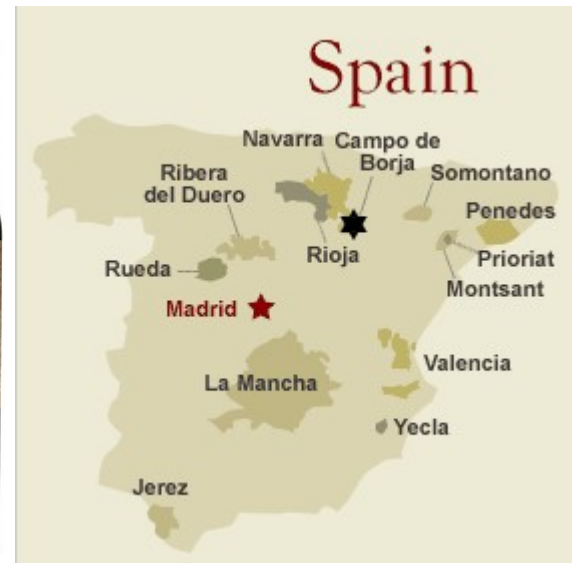 Spain
Navarra
Campo de
Borja
Ribera
del Duero
Somontano
Penedes
Rioja
Rueda
Prioriat
Montsant
Madrid
Valencia
La Mancha
Yecla
Jerez